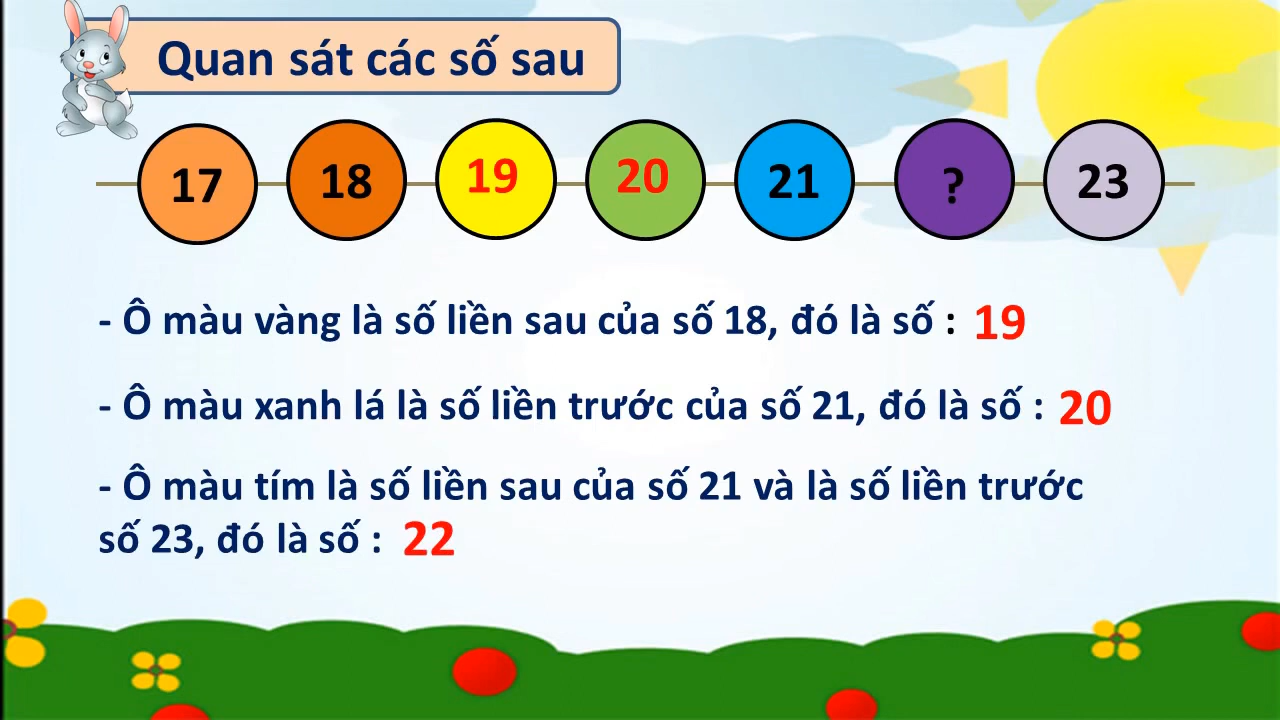 Quan sát các số sau
17 18 19 20 21 ? 23
- Ô màu vàng là số liền sau của số 18, đó là số : 19
- Ô màu xanh lá là số liền trước của số 21, đó là số : 20
- Ô màu tím là số liền sau của số 21 và là số liền trước
số 23, đó là số : 22